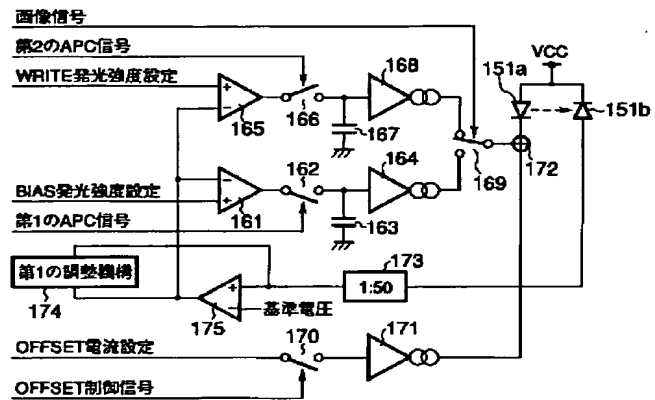 画像信号
第2のAPC信号
WRITE発光強度設定
168
VCC
151a
151b
165
166
167
162
164
169
172
BIAS発光強度設定
161
163
第1のAPC信号
第1の調整機構
173
1:50
174
175
基準電圧
170
171
OFFSET電流設定
OFFSET制御信号